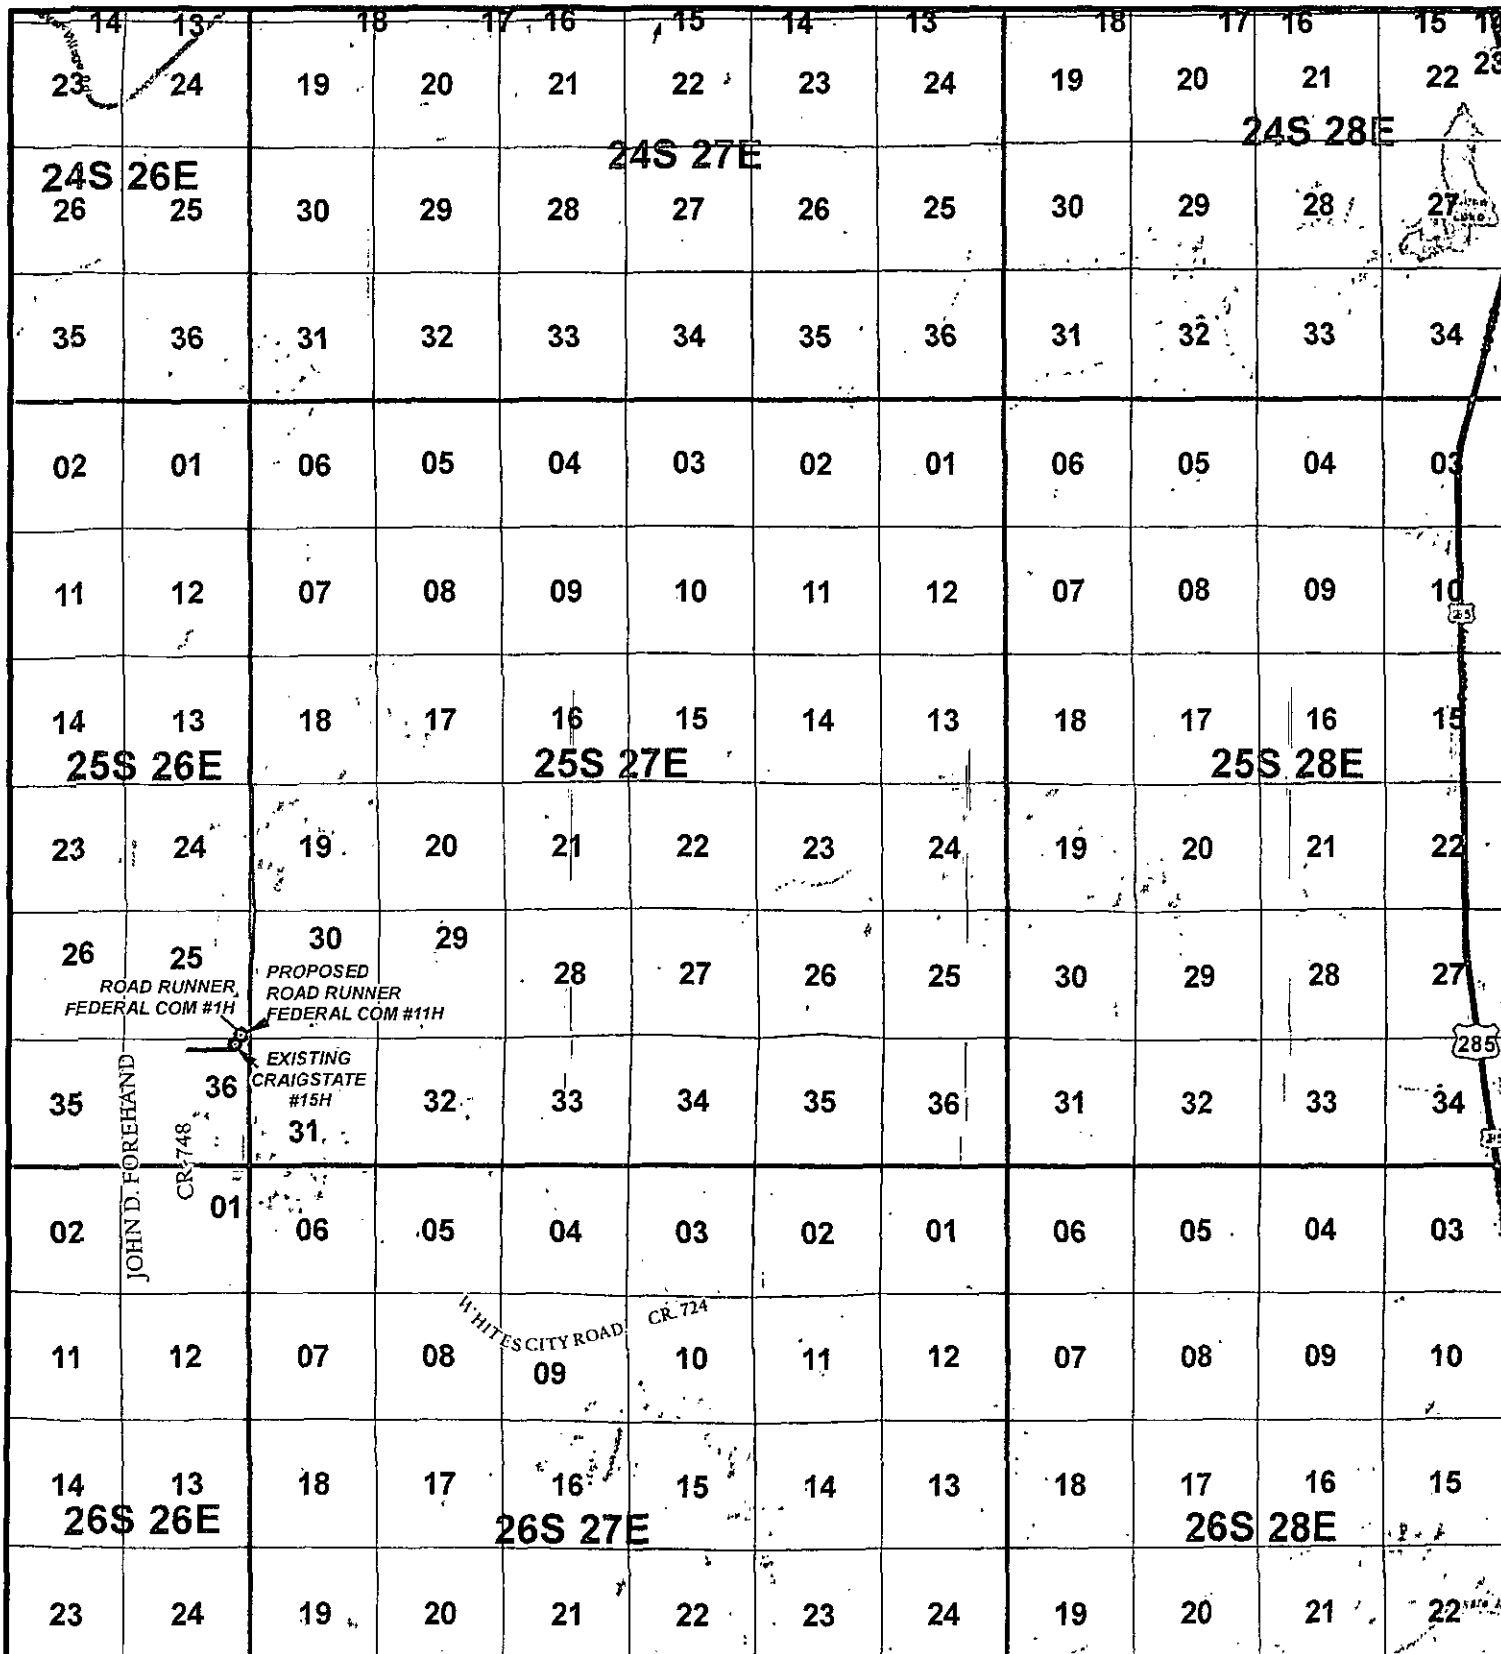 14 13 18 17 16 15 14 13 18 17 16 15
23 24 19 20 21 22 23 24 19 20 21 22 23
24S 26E 24S 27E 24S 28E
26 25 30 29 28 27 26 25 30 29 28 27
35 36 31 32 33 34 35 36 31 32 33 34
02 01 06 05 04 03 02 01 06 05 04 03
11 12 07 08 09 10 11 12 07 08 09 10
285
14 13 18 17 16 15 14 13 18 17 16 15
25S 26E 25S 27E 25S 28E
23 24 19 20 21 22 23 24 19 20 21 22
26 25 30 29 28 27 26 25 30 29 28 27
ROAD RUNNER
FEDERAL COM #1H
PROPOSED
ROAD RUNNER
FEDERAL COM #11H
EXISTING
CRAIGSTATE
#15H
285
35 36 31 32 33 34 35 36 31 32 33 34
JOHN D. FOREHAND
CR-748
02 01 06 05 04 03 02 01 06 05 04 03
WHITES CITY ROAD CR. 724
11 12 07 08 09 10 11 12 07 08 09 10
14 13 18 17 16 15 14 13 18 17 16 15
26S 26E 26S 27E 26S 28E
23 24 19 20 21 22 23 24 19 20 21 22